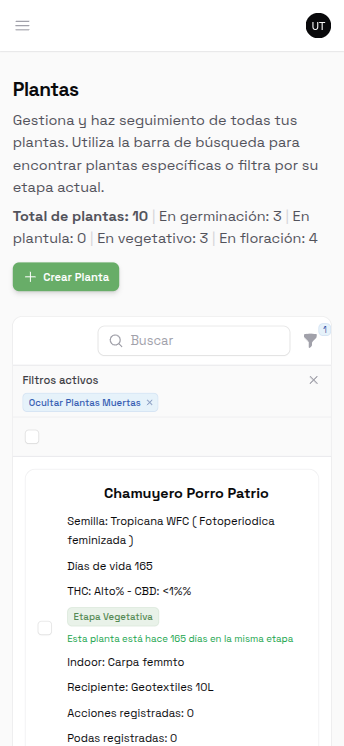 UT
Plantas
Gestiona y haz seguimiento de todas tus
plantas. Utiliza la barra de búsqueda para
encontrar plantas específicas o filtra por su
etapa actual.
Total de plantas: 10 | En germinación: 3 | En
plántula: 0 | En vegetativo: 3 | En floración: 4
+ Crear Planta
Buscar
1
Filtros activos
Ocultar Plantas Muertas
Chamuyero Porro Patrio
Semilla: Tropicana WFC ( Fotoperiodica
feminizada )
Días de vida 165
THC: Alto% - CBD: <1%%
Etapa Vegetativa
Esta planta está hace 165 días en la misma etapa
Indoor: Carpa femmto
Recipiente: Geotextiles 10L
Acciones registradas: 0
Podas registradas: 0